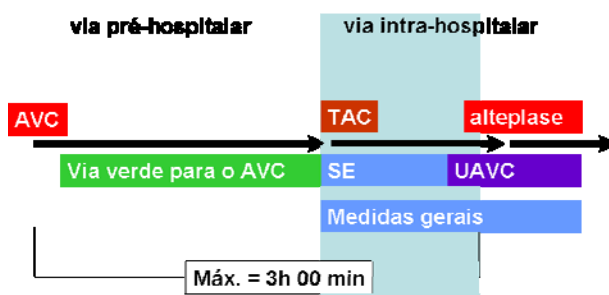 via pré-hospitalar
via intra-hospitalar
AVC
TAC
alteplase
Via verde para o AVC
SE
UAVC
Medidas gerais
Máx. = 3h 00 min